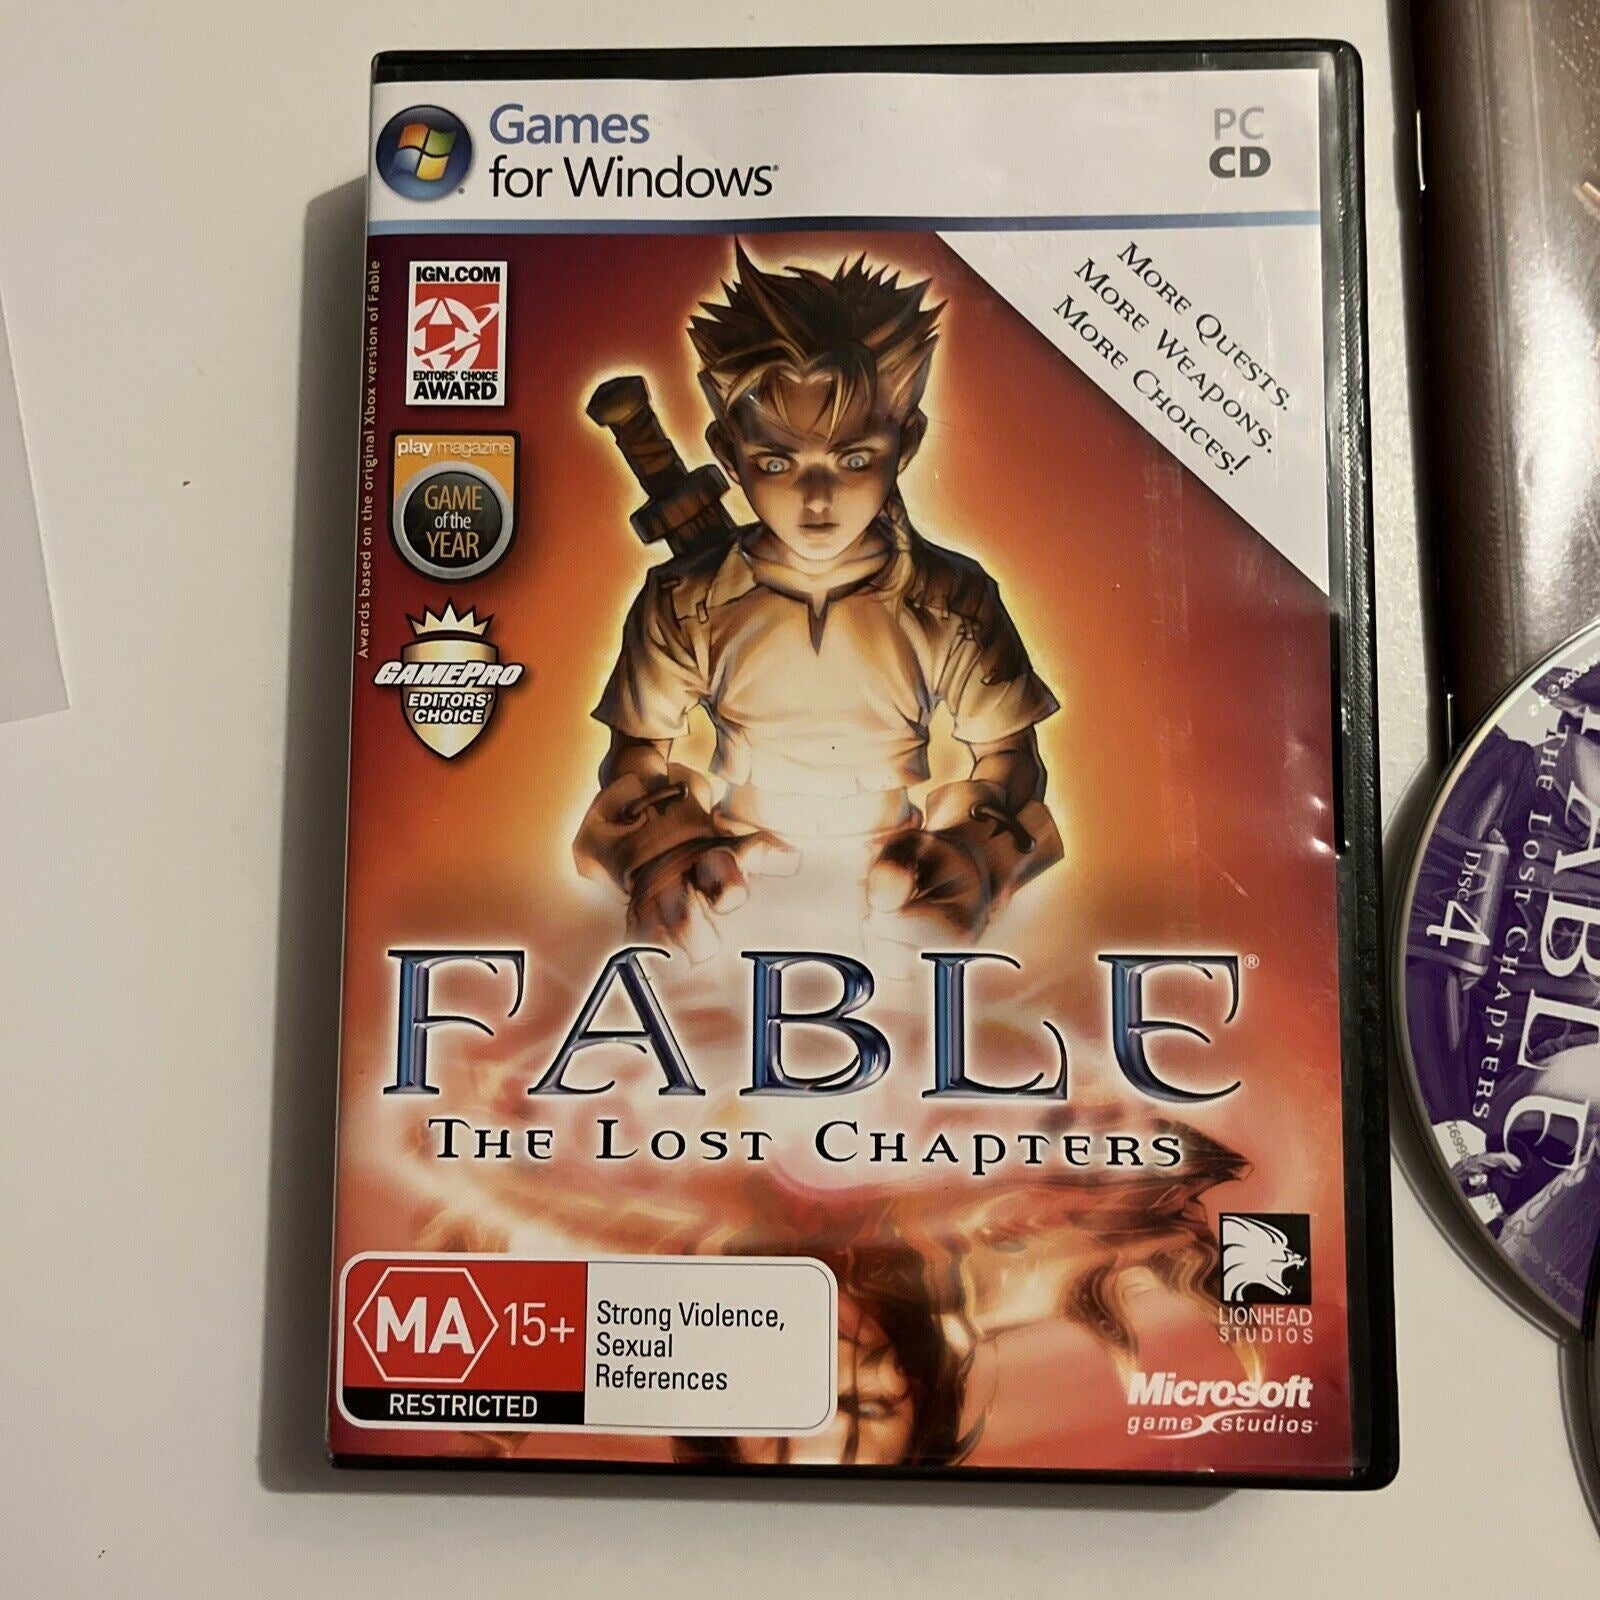 Games
for Windows®
PC
CD
Awards based on the original Xbox version of Fable
IGN.COM
EDITORS' CHOICE
AWARD
play magazine
GAME
of the
YEAR
GAMEPRO
EDITORS'
CHOICE
MORE QUESTS.
MORE WEAPONS.
MORE CHOICES!
FABLE®
THE LOST CHAPTERS
MA 15+
RESTRICTED
Strong Violence,
Sexual
References
LIONHEAD
STUDIOS
Microsoft
game studios
FABLE
THE LOST CHAPTERS
DISC 4